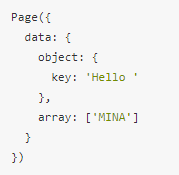 Page({
  data: {
    object: {
      key: 'Hello '
    },
    array: ['MINA']
  }
})